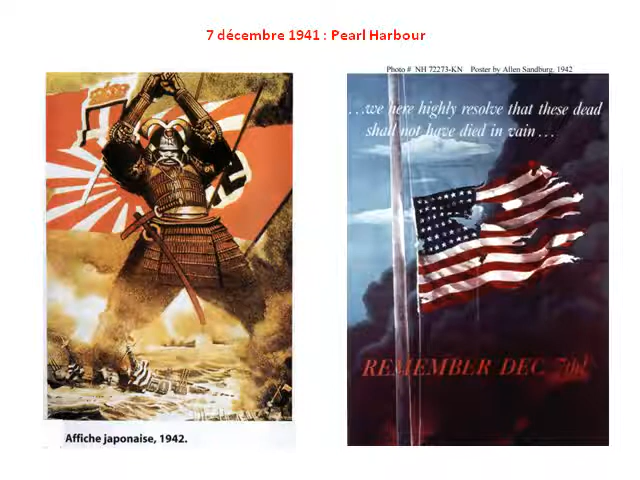 7 décembre 1941 : Pearl Harbour
Photo # NH 72273-KN Poster by Allen Sandburg, 1942
...we here highly resolve that these dead
shall not have died in vain...
REMEMBER DEC. 7th!
Affiche japonaise, 1942.